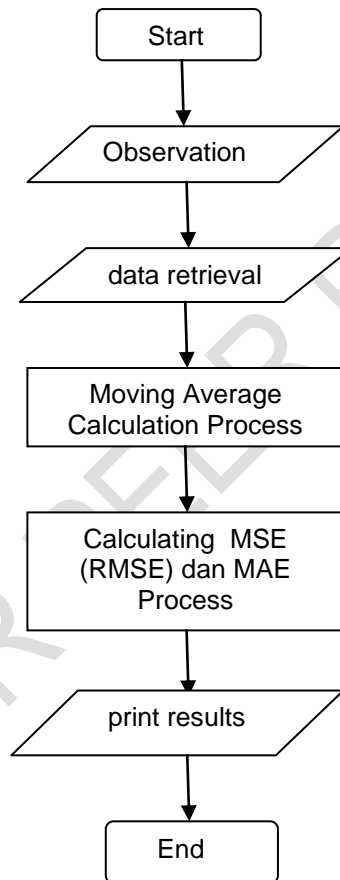 Start
Observation
data retrieval
Moving Average
Calculation Process
Calculating MSE
(RMSE) dan MAE
Process
print results
End